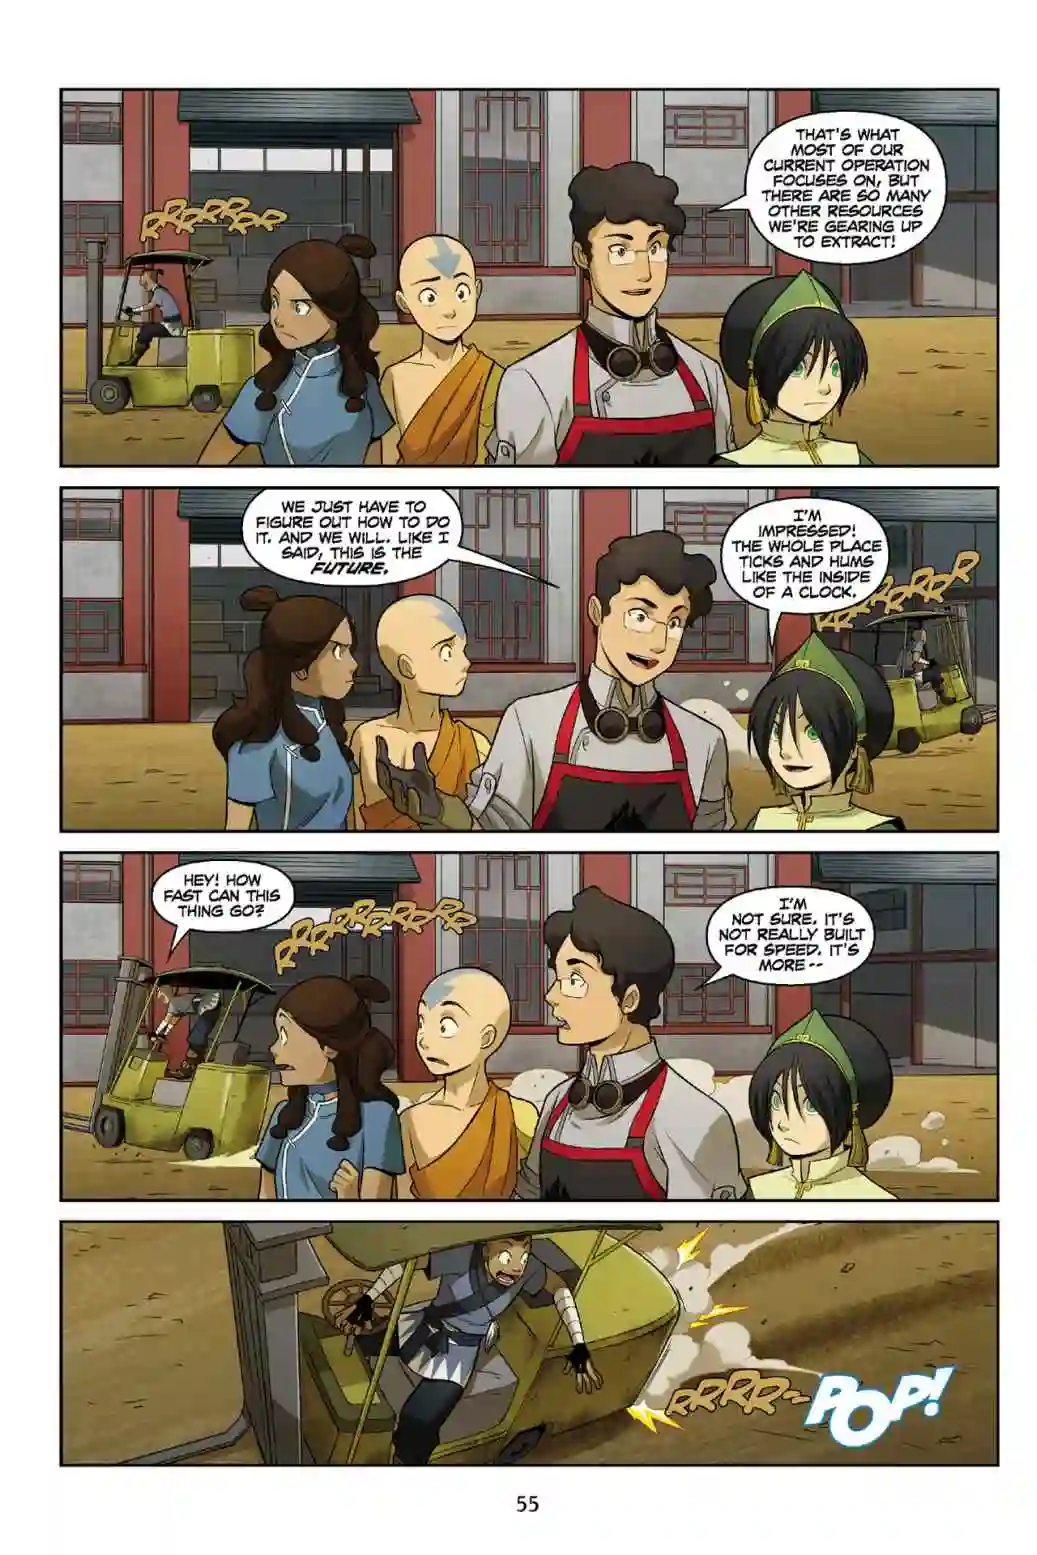 RRRRRRR
THAT'S WHAT
MOST OF OUR
CURRENT OPERATION
FOCUSES ON, BUT
THERE ARE SO MANY
OTHER RESOURCES
WE'RE GEARING UP
TO EXTRACT!
WE JUST HAVE TO
FIGURE OUT HOW TO DO
IT. AND WE WILL. LIKE I
SAID, THIS IS THE
FUTURE.
I'M
IMPRESSED!
THE WHOLE PLACE
TICKS AND HUMS
LIKE THE INSIDE
OF A CLOCK.
RRRRRRRR
HEY! HOW
FAST CAN THIS
THING GO?
RRRRRRRRRR
I'M
NOT SURE. IT'S
NOT REALLY BUILT
FOR SPEED. IT'S
MORE--
RRRR--
POP!
55